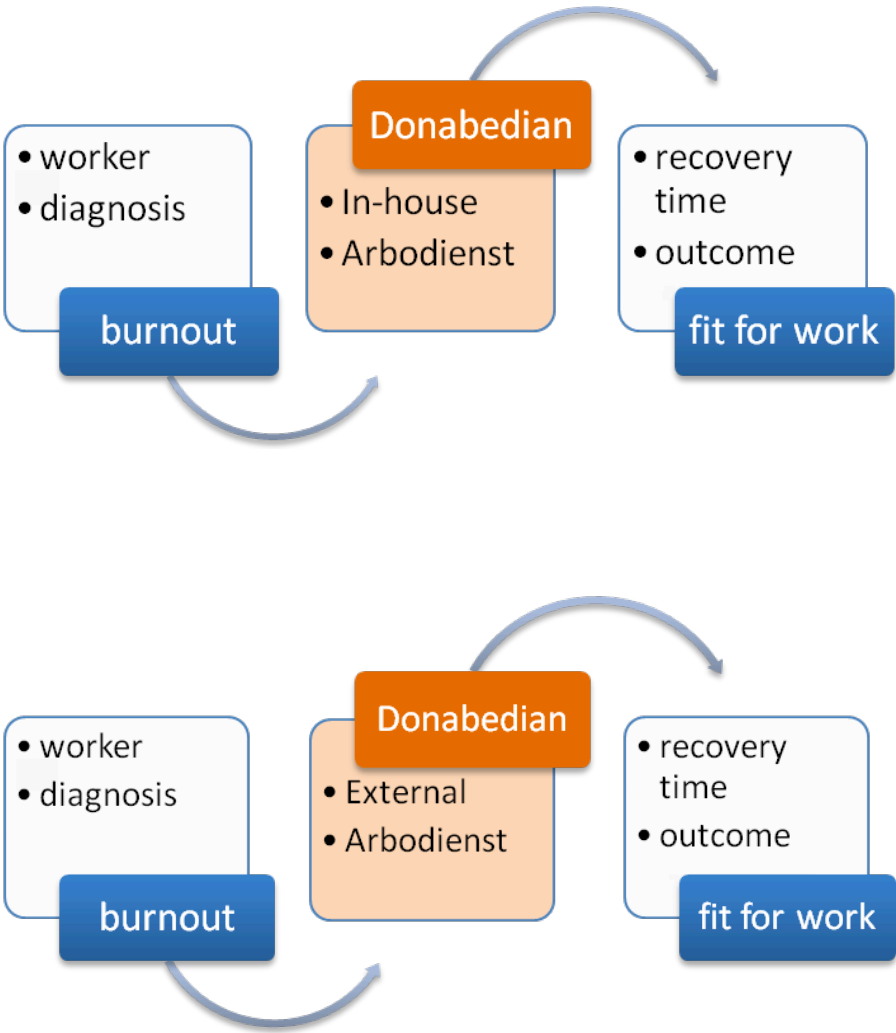 • worker
• diagnosis
burnout
Donabedian
• In-house
• Arbodienst
• recovery
time
• outcome
fit for work
• worker
• diagnosis
burnout
Donabedian
• External
• Arbodienst
• recovery
time
• outcome
fit for work